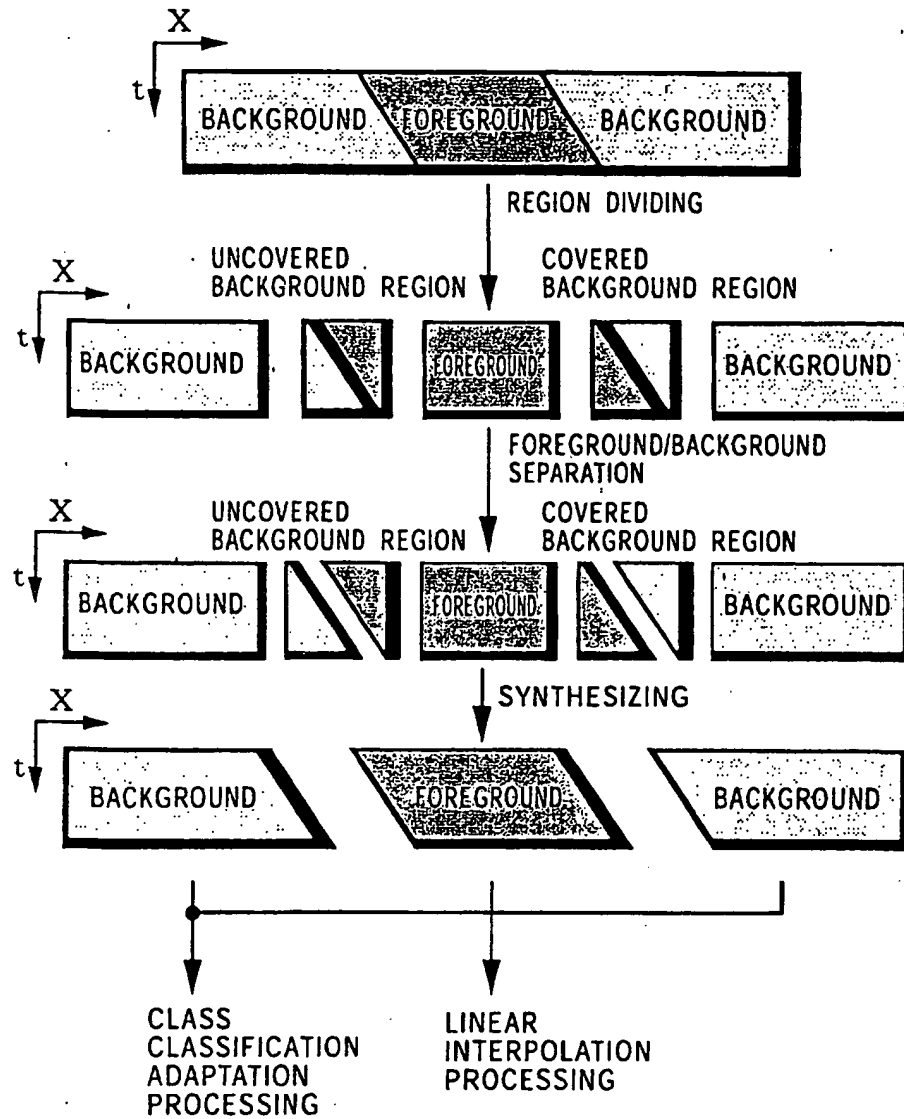 X
t
BACKGROUND FOREGROUND BACKGROUND
REGION DIVIDING
UNCOVERED
BACKGROUND REGION
COVERED
BACKGROUND REGION
X
t
BACKGROUND FOREGROUND BACKGROUND
FOREGROUND/BACKGROUND
SEPARATION
UNCOVERED
BACKGROUND REGION
COVERED
BACKGROUND REGION
X
t
BACKGROUND FOREGROUND BACKGROUND
SYNTHESIZING
X
t
BACKGROUND FOREGROUND BACKGROUND
CLASS
CLASSIFICATION
ADAPTATION
PROCESSING
LINEAR
INTERPOLATION
PROCESSING